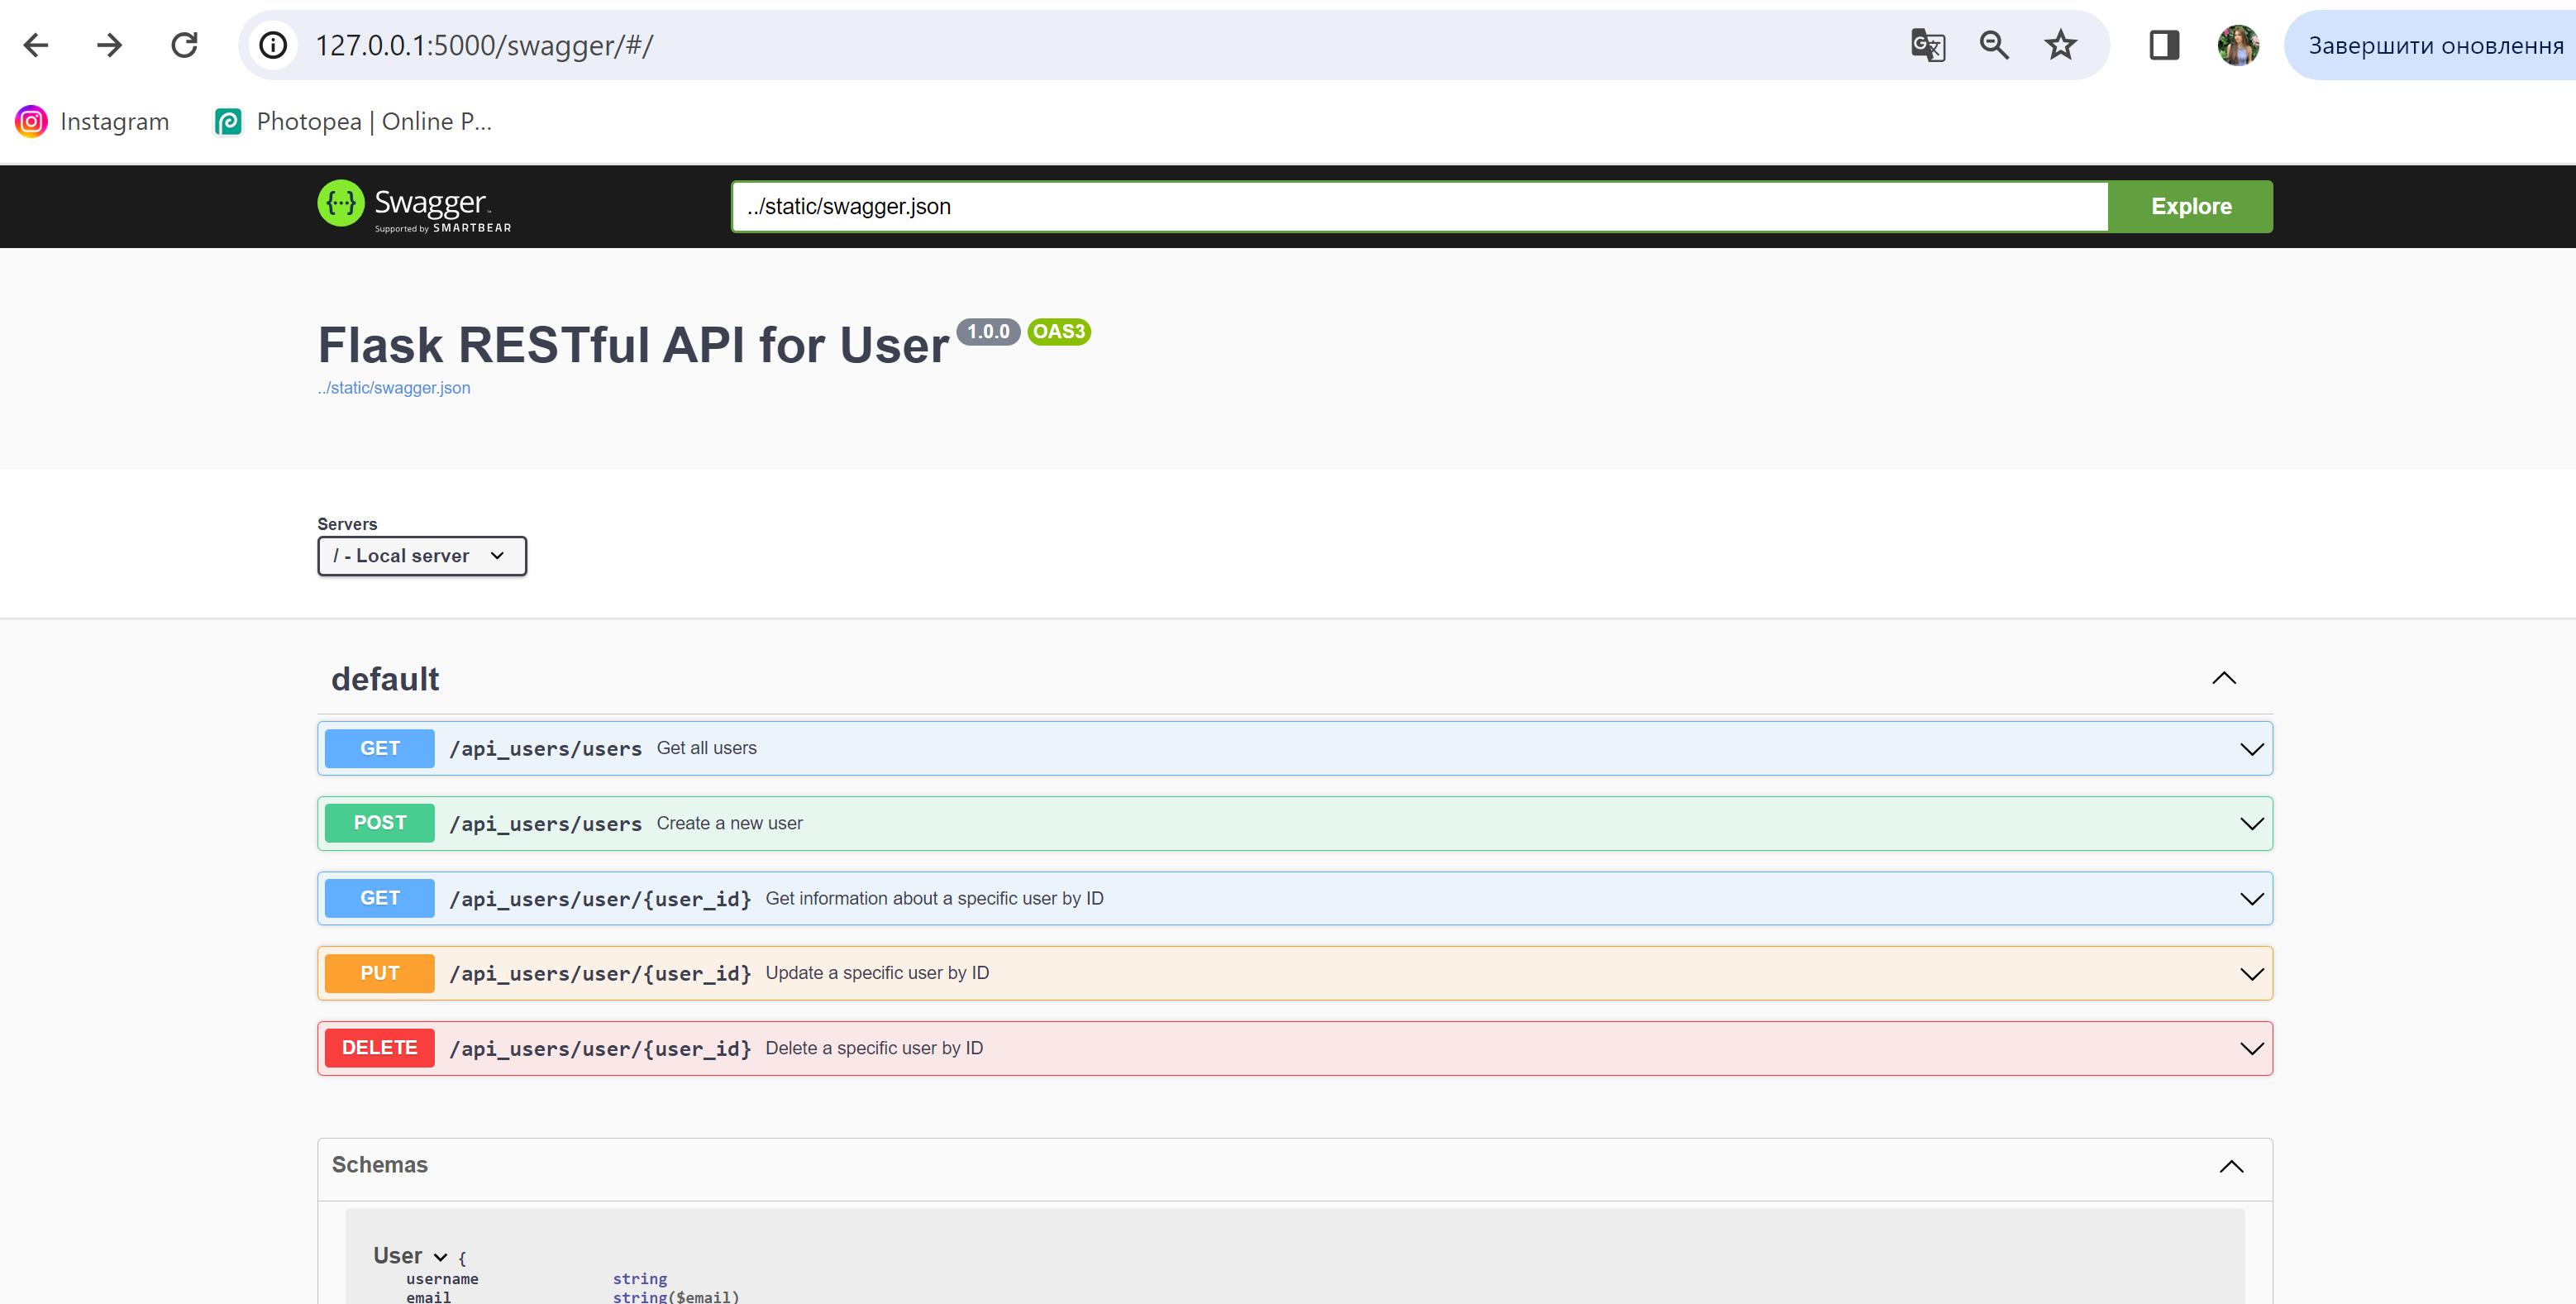 127.0.0.1:5000/swagger/#/
Завершити оновлення
Instagram
Photopea | Online P...
{···} Swagger
Supported by SMARTBEAR
../static/swagger.json
Explore
Flask RESTful API for User 1.0.0 OAS3
../static/swagger.json
Servers
/ - Local server
default
GET /api_users/users Get all users
POST /api_users/users Create a new user
GET /api_users/user/{user_id} Get information about a specific user by ID
PUT /api_users/user/{user_id} Update a specific user by ID
DELETE /api_users/user/{user_id} Delete a specific user by ID
Schemas
User {
username string
email string($email)